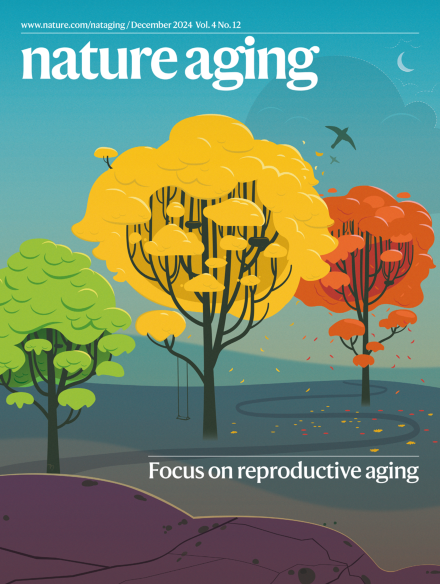 www.nature.com/nataging / December 2024 Vol. 4 No. 12
nature aging
Focus on reproductive aging